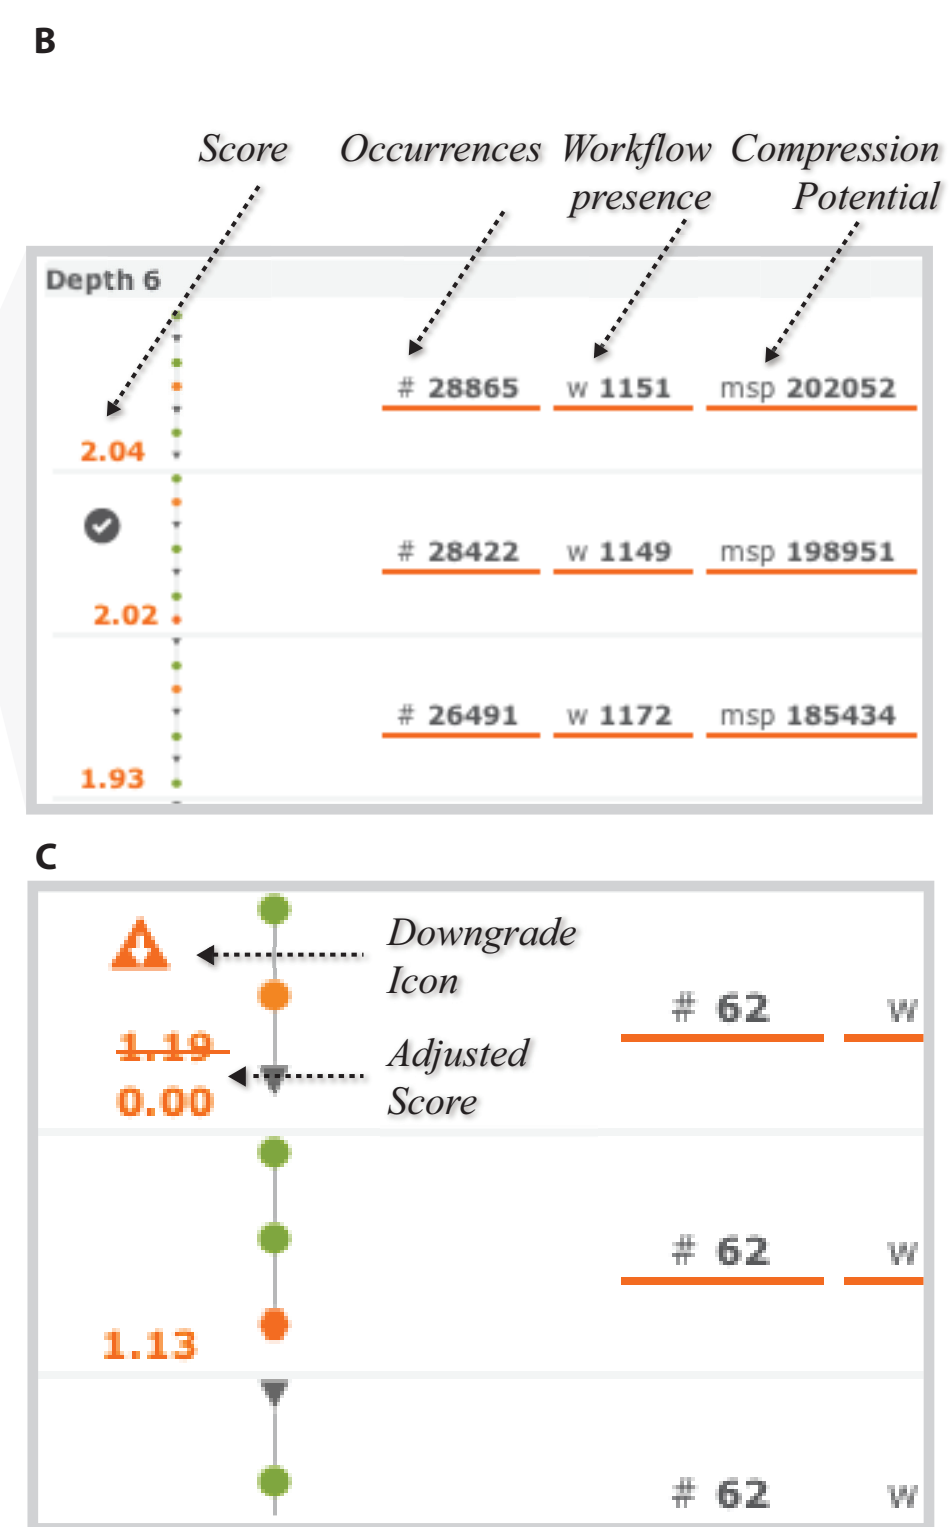 B
Score Occurrences Workflow Compression
presence Potential
Depth 6
# 28865 w 1151 msp 202052
2.04
# 28422 w 1149 msp 198951
2.02
# 26491 w 1172 msp 185434
1.93
C
Downgrade
Icon
# 62 w
1.19
Adjusted
0.00
Score
# 62 w
1.13
# 62 w